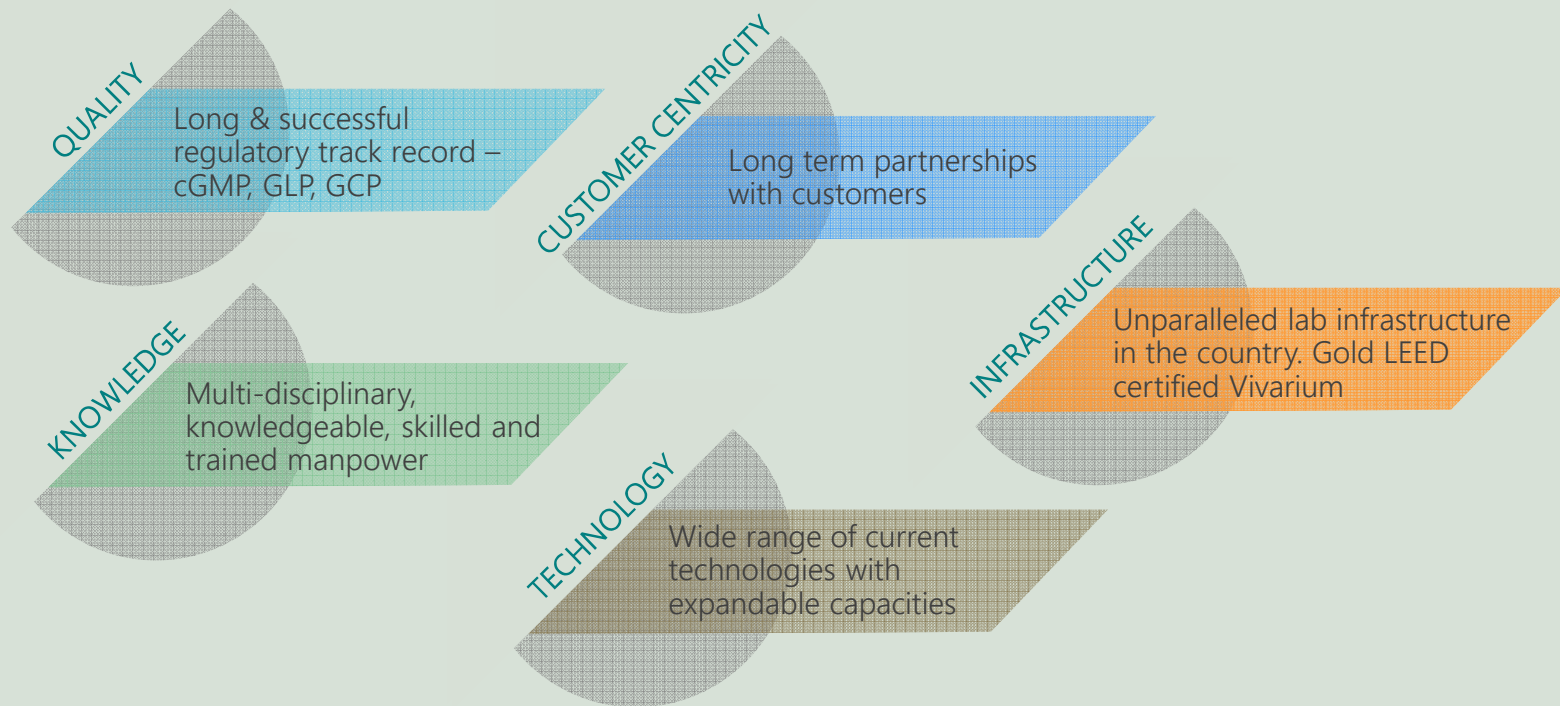 QUALITY
Long & successful
regulatory track record –
cGMP, GLP, GCP
CUSTOMER CENTRICITY
Long term partnerships
with customers
INFRASTRUCTURE
Unparalleled lab infrastructure
in the country. Gold LEED
certified Vivarium
KNOWLEDGE
Multi-disciplinary,
knowledgeable, skilled and
trained manpower
TECHNOLOGY
Wide range of current
technologies with
expandable capacities